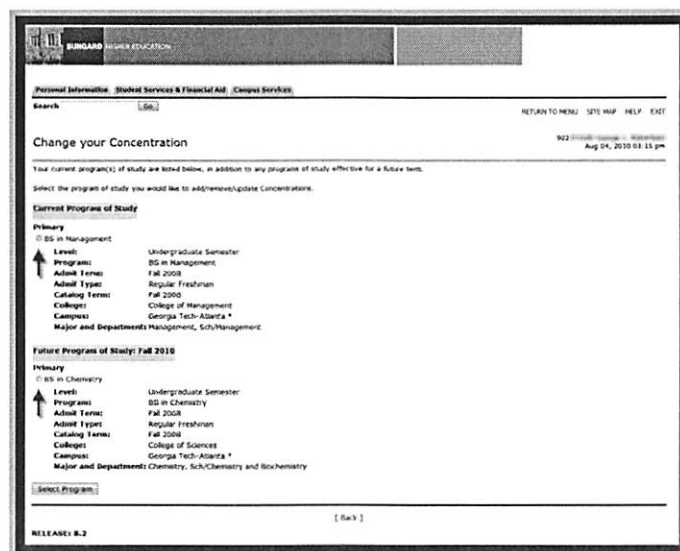 SUNGARD HIGHER EDUCATION
Personal Information Student Services & Financial Aid Campus Services
Search Go
RETURN TO MENU SITE MAP HELP EXIT
Change your Concentration
Aug 04, 2010 03:15 pm
Your current program(s) of study are listed below, in addition to any programs of study effective for a future term.
Select the program of study you would like to add/remove/update Concentrations.
Current Program of Study
Primary
BS in Management
Level: Undergraduate Semester
Program: BS in Management
Admit Term: Fall 2008
Admit Type: Regular Freshman
Catalog Term: Fall 2008
College: College of Management
Campus: Georgia Tech-Atlanta *
Major and Department: Management, Sch/Management
Future Program of Study: Fall 2010
Primary
BS in Chemistry
Level: Undergraduate Semester
Program: BS in Chemistry
Admit Term: Fall 2008
Admit Type: Regular Freshman
Catalog Term: Fall 2008
College: College of Sciences
Campus: Georgia Tech-Atlanta *
Major and Department: Chemistry, Sch/Chemistry and Biochemistry
Select Program
[ Back ]
RELEASE: 8.2